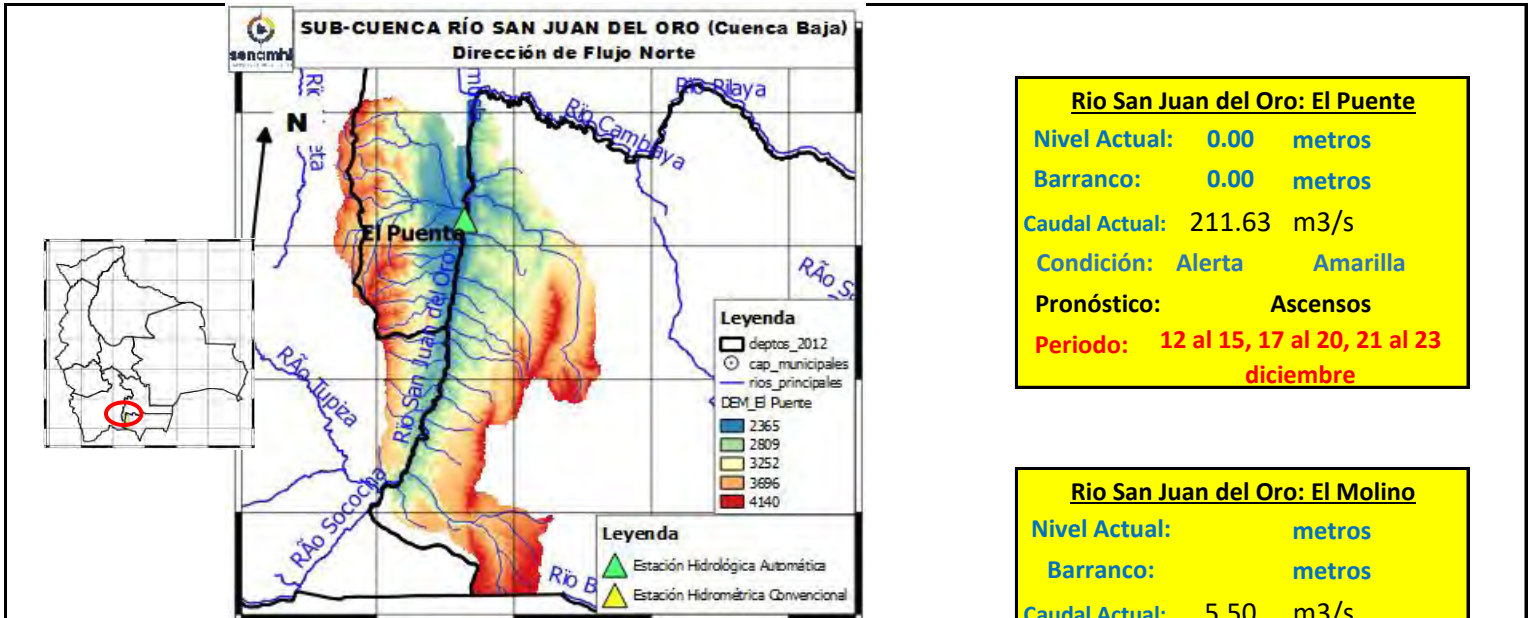 senamhi
SUB-CUENCA RÍO SAN JUAN DEL ORO (Cuenca Baja)
Dirección de Flujo Norte
N
Río Pilaya
Río Cambaya
El Puente
Río San Juan del Oro
RÃo Tupiza
RÃo Sococha
RÃo S
Río B
Leyenda
deptos_2012
cap_municipales
rios_principales
DEM_El Puente
2365
2809
3252
3696
4140
Leyenda
Estación Hidrológica Automática
Estación Hidrométrica Convencional
Rio San Juan del Oro: El Puente
Nivel Actual: 0.00 metros
Barranco: 0.00 metros
Caudal Actual: 211.63 m3/s
Condición: Alerta Amarilla
Pronóstico: Ascensos
Periodo: 12 al 15, 17 al 20, 21 al 23
diciembre
Rio San Juan del Oro: El Molino
Nivel Actual: metros
Barranco: metros
Caudal Actual: 5.50 m3/s